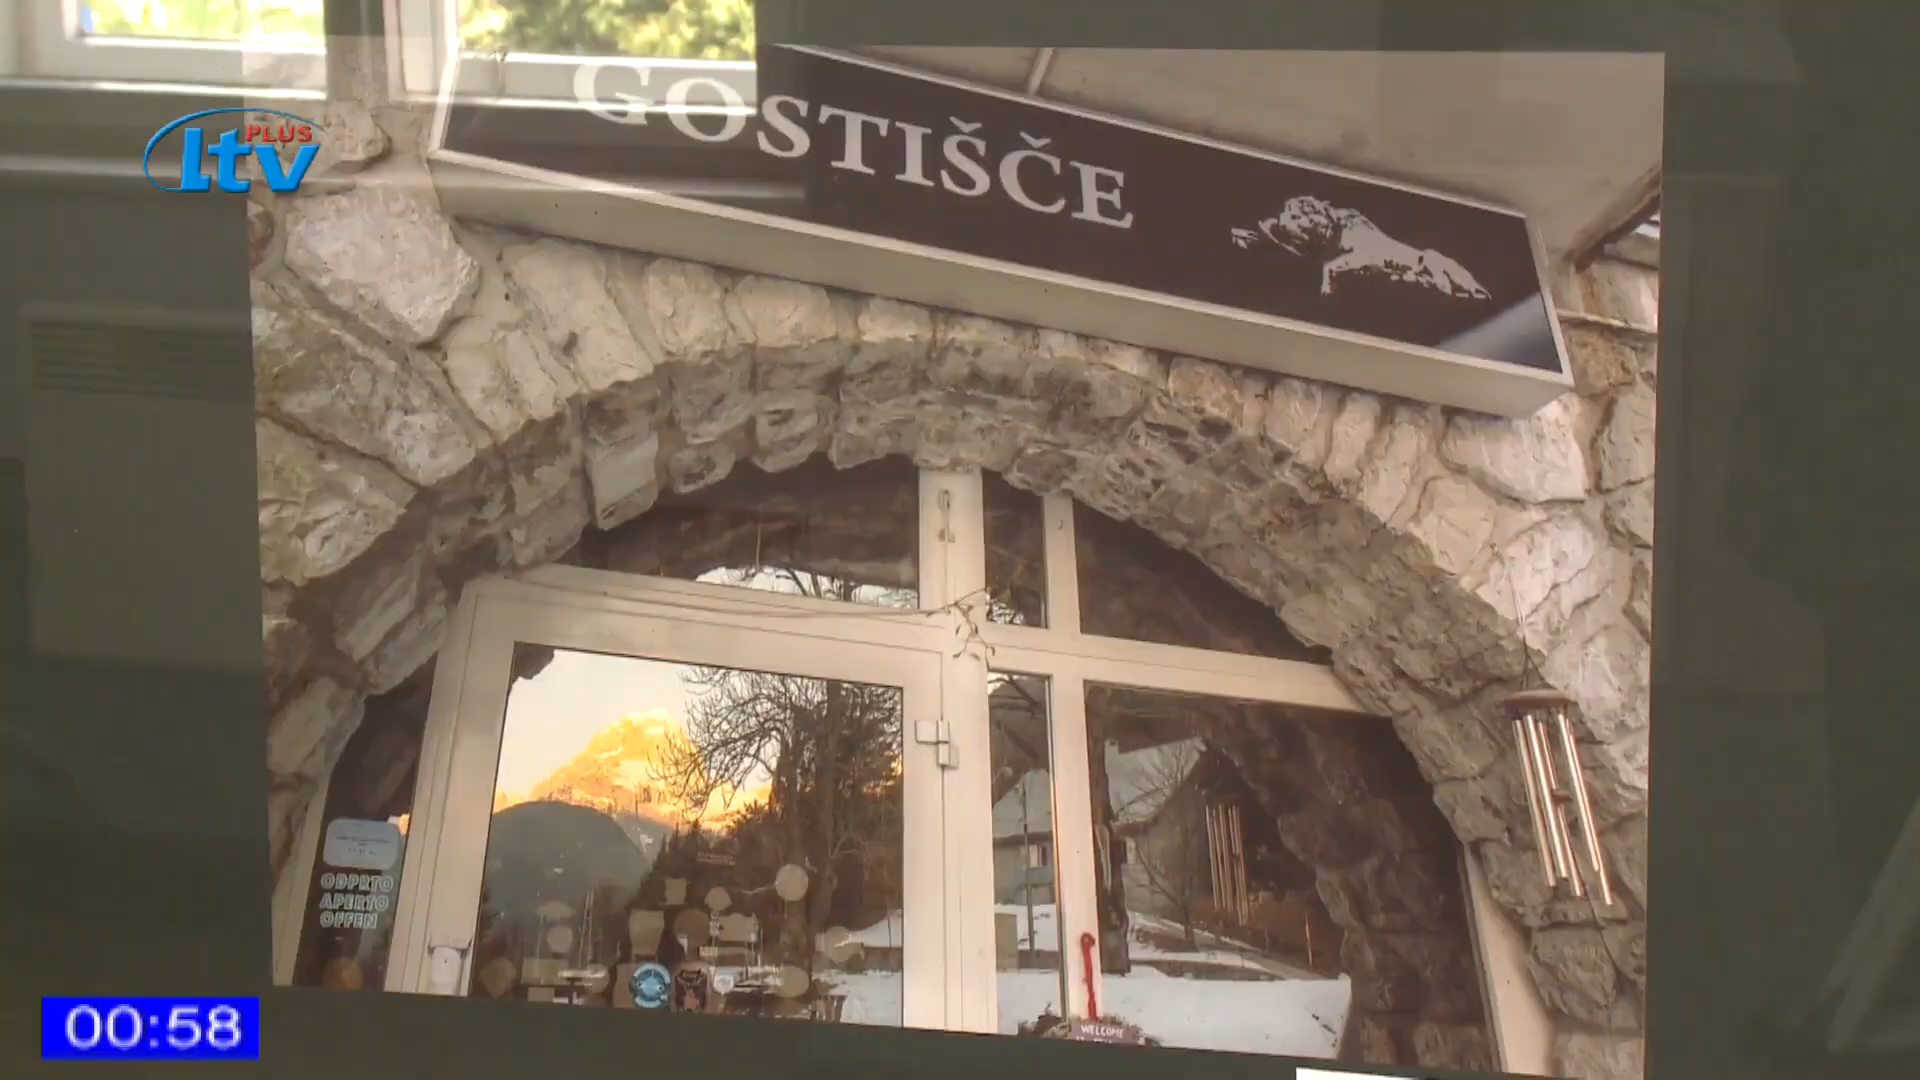 GOSTIŠČE
PLUS
ltv
ODPRTO
APERTO
OFFEN
WELCOME
00:58